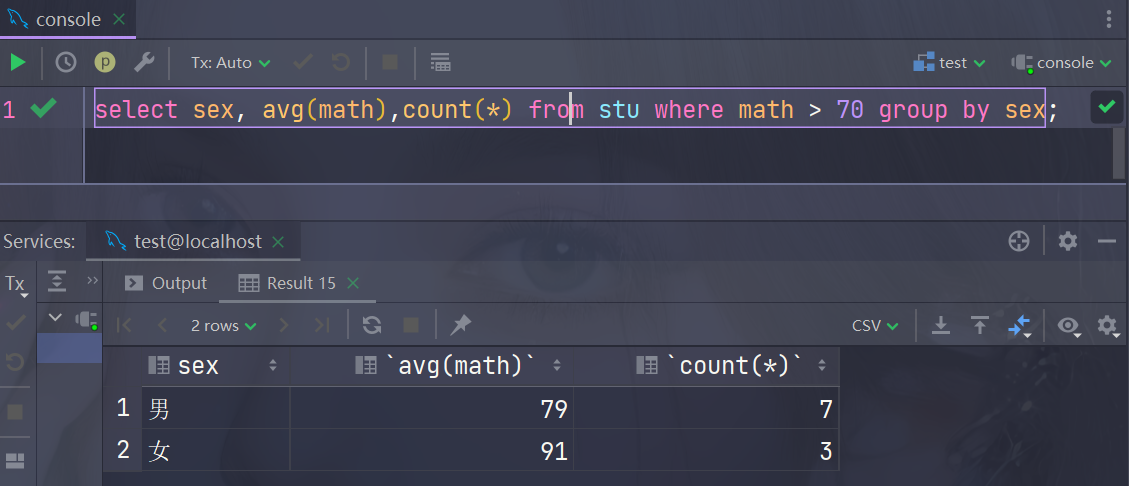 console
Tx: Auto
test
console
1
select sex, avg(math),count(*) from stu where math > 70 group by sex;
Services:
test@localhost
Tx
Output
Result 15
2 rows
CSV
sex `avg(math)` `count(*)`
1 男 79 7
2 女 91 3